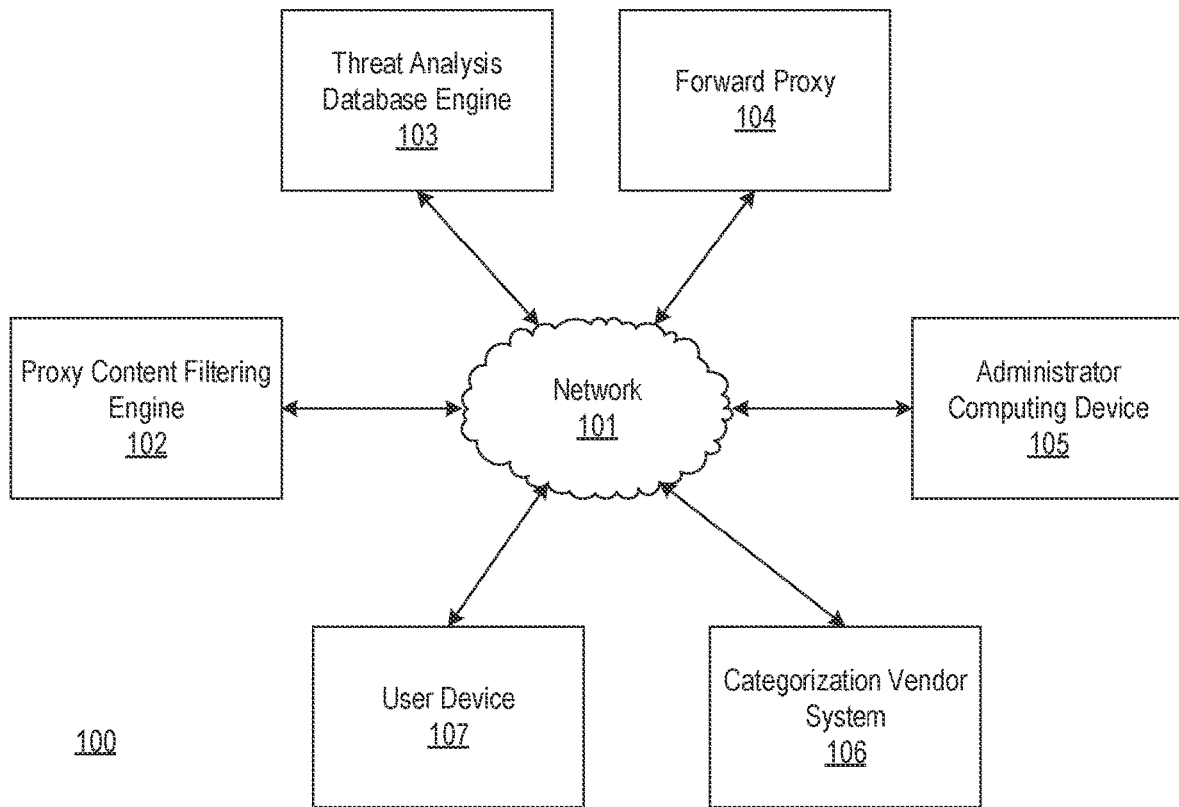 Threat Analysis
Database Engine
103
Forward Proxy
104
Proxy Content Filtering
Engine
102
Network
101
Administrator
Computing Device
105
User Device
107
Categorization Vendor
System
106
100